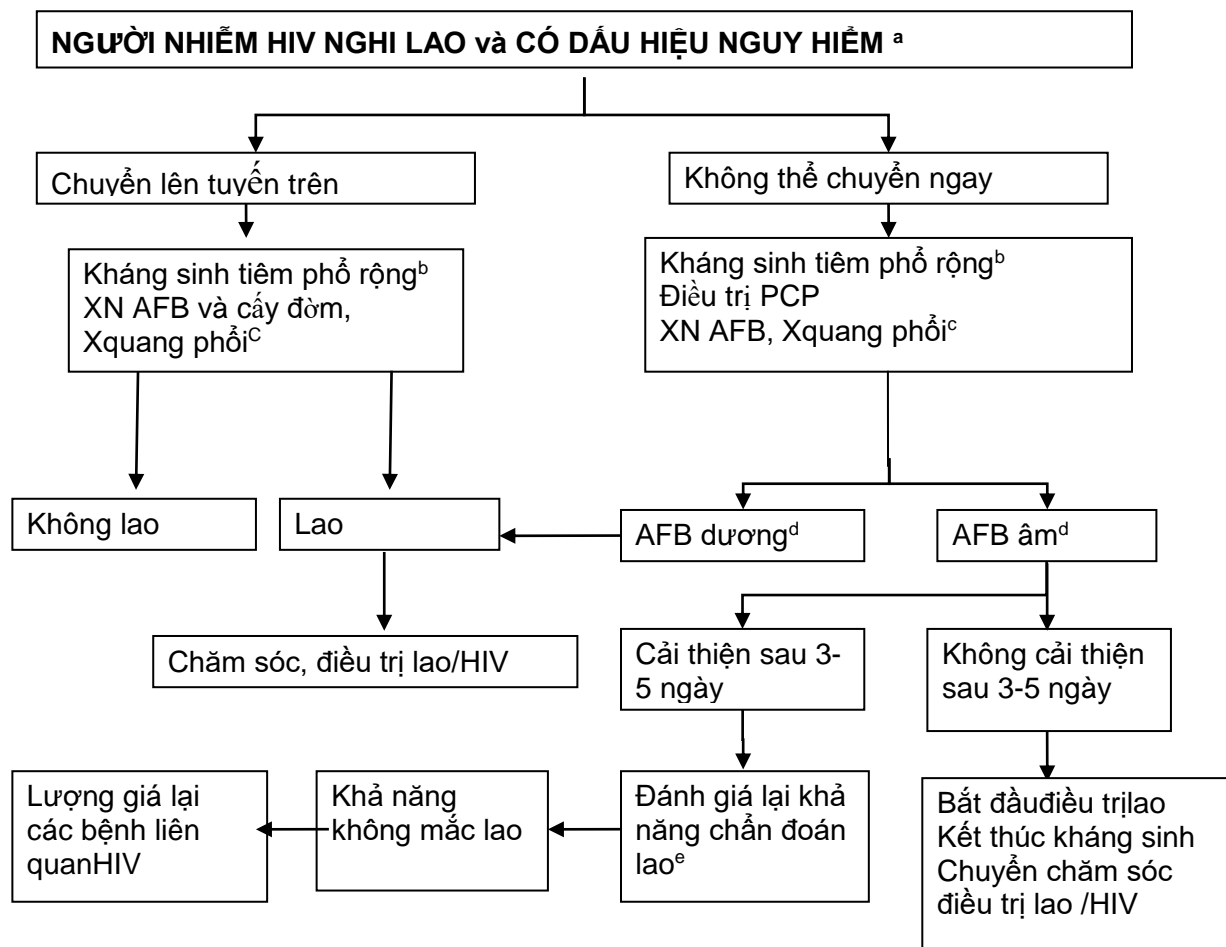 NGƯỜI NHIỄM HIV NGHI LAO và CÓ DẤU HIỆU NGUY HIỂM a
Chuyển lên tuyến trên
Không thể chuyển ngay
Kháng sinh tiêm phổ rộngb
XN AFB và cấy đờm,
Xquang phổiC
Kháng sinh tiêm phổ rộngb
Điều trị PCP
XN AFB, Xquang phổic
Không lao
Lao
AFB dươngd
AFB âmd
Chăm sóc, điều trị lao/HIV
Cải thiện sau 3-
5 ngày
Không cải thiện
sau 3-5 ngày
Lượng giá lại
các bệnh liên
quanHIV
Khả năng
không mắc lao
Đánh giá lại khả
năng chẩn đoán
laoe
Bắt đầuđiều trịlao
Kết thúc kháng sinh
Chuyển chăm sóc
điều trị lao /HIV